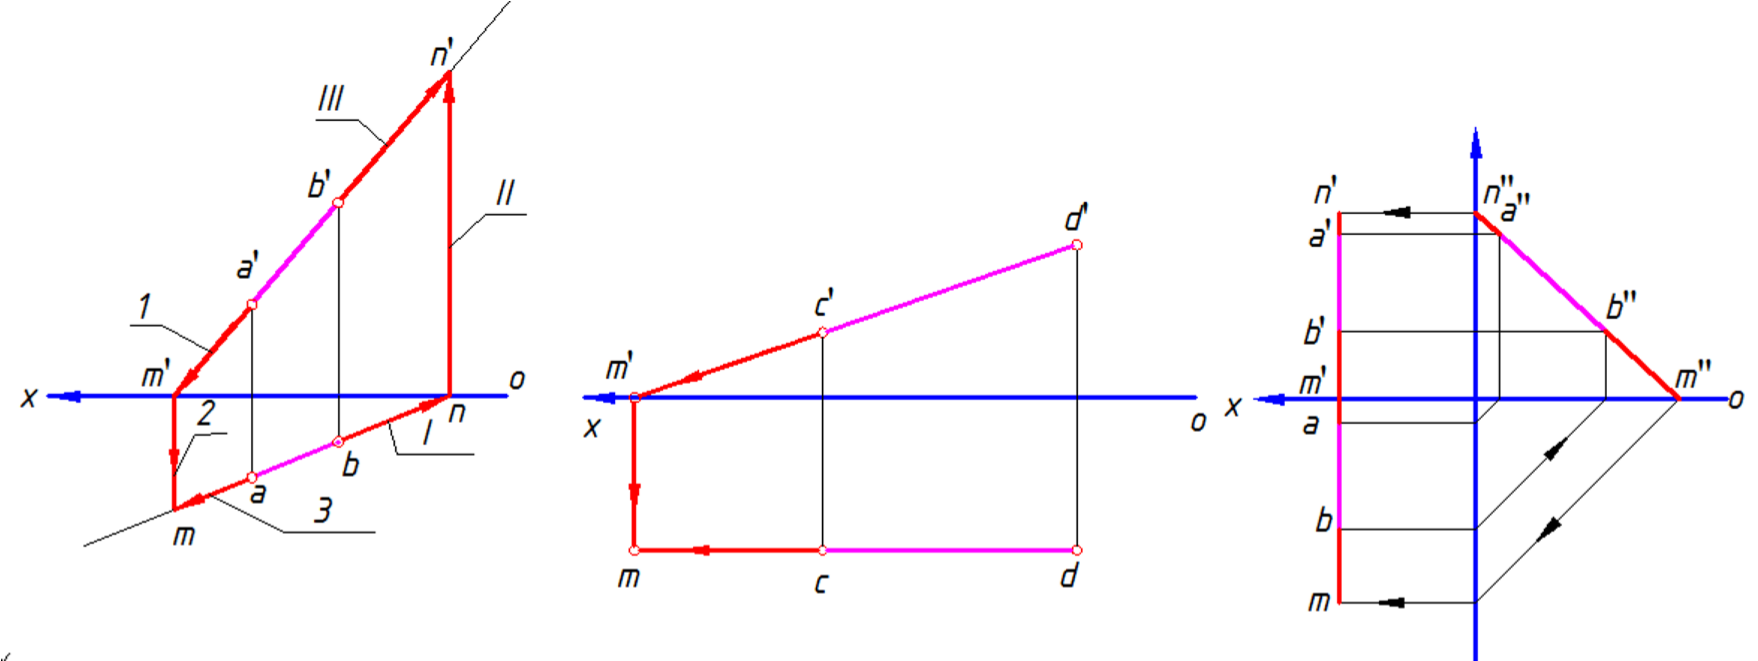 n'
III
b'
II
a'
1
m'
x
o
2
n
I
b
a
3
m
d'
c'
m'
x
o
m
c
d
n'
n"
a'
a"
b'
b"
m'
m"
x
o
a
b
m